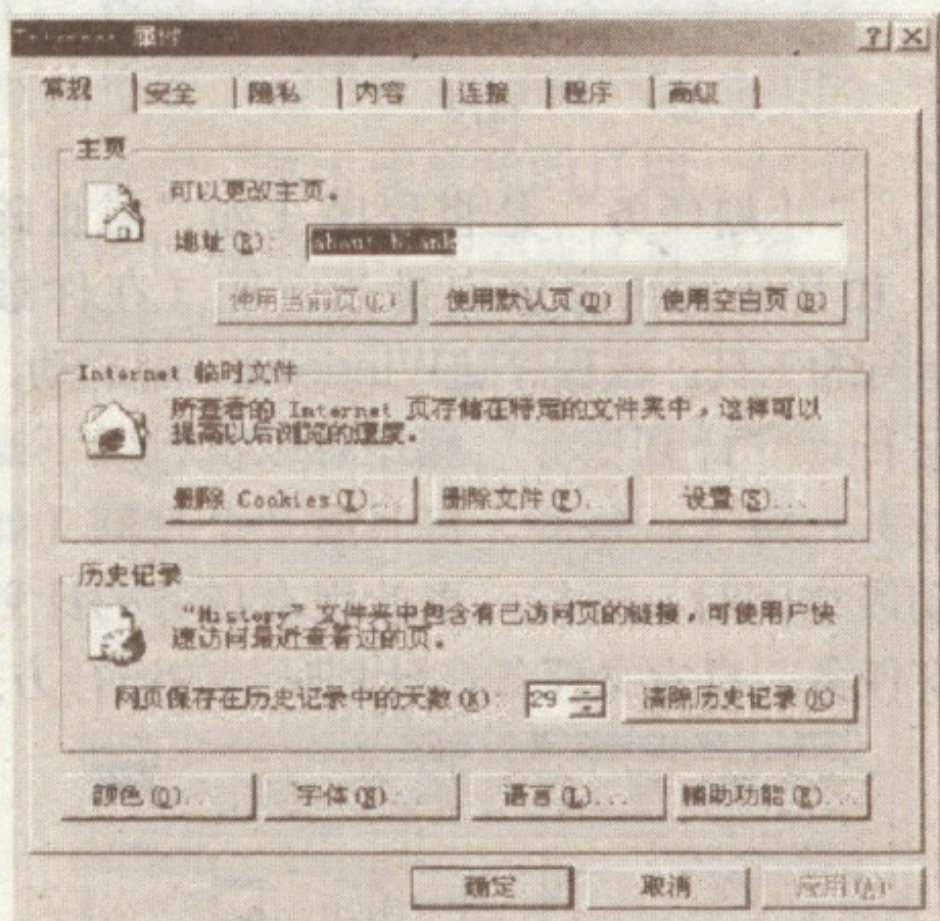 Internet 属性
常规 安全 隐私 内容 连接 程序 高级
主页
可以更改主页。
地址(R): about:blank
使用当前页(C) 使用默认页(D) 使用空白页(B)
Internet 临时文件
所查看的 Internet 页存储在特定的文件夹中，这样可以
提高以后浏览的速度。
删除 Cookies(I)... 删除文件(F)... 设置(S)...
历史记录
“History”文件夹中包含有已访问页的链接，可使用户快
速访问最近查看过的页。
网页保存在历史记录中的天数(K): 29 清除历史记录(H)
颜色(O)... 字体(N)... 语言(L)... 辅助功能(E)...
确定 取消 应用(A)